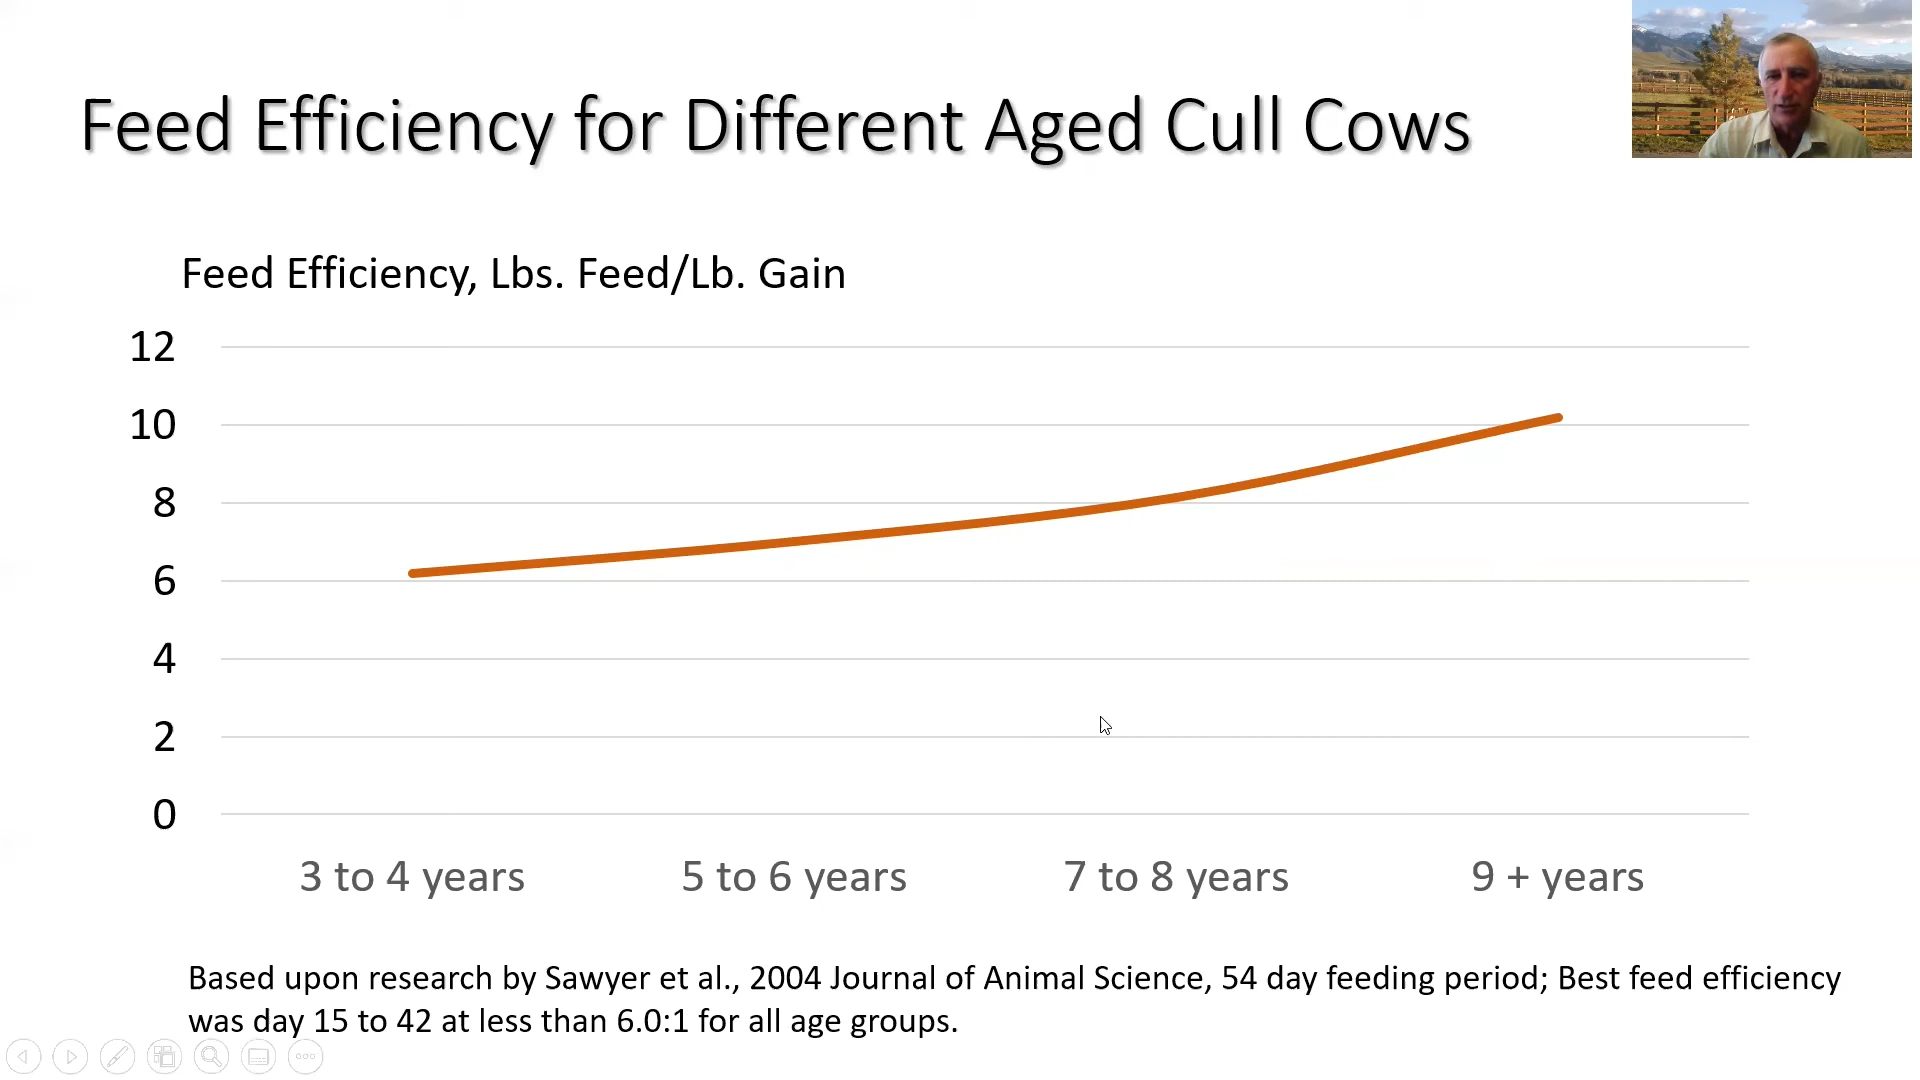 Feed Efficiency for Different Aged Cull Cows
Feed Efficiency, Lbs. Feed/Lb. Gain
12
10
8
6
4
2
0
3 to 4 years
5 to 6 years
7 to 8 years
9 + years
Based upon research by Sawyer et al., 2004 Journal of Animal Science, 54 day feeding period; Best feed efficiency
was day 15 to 42 at less than 6.0:1 for all age groups.